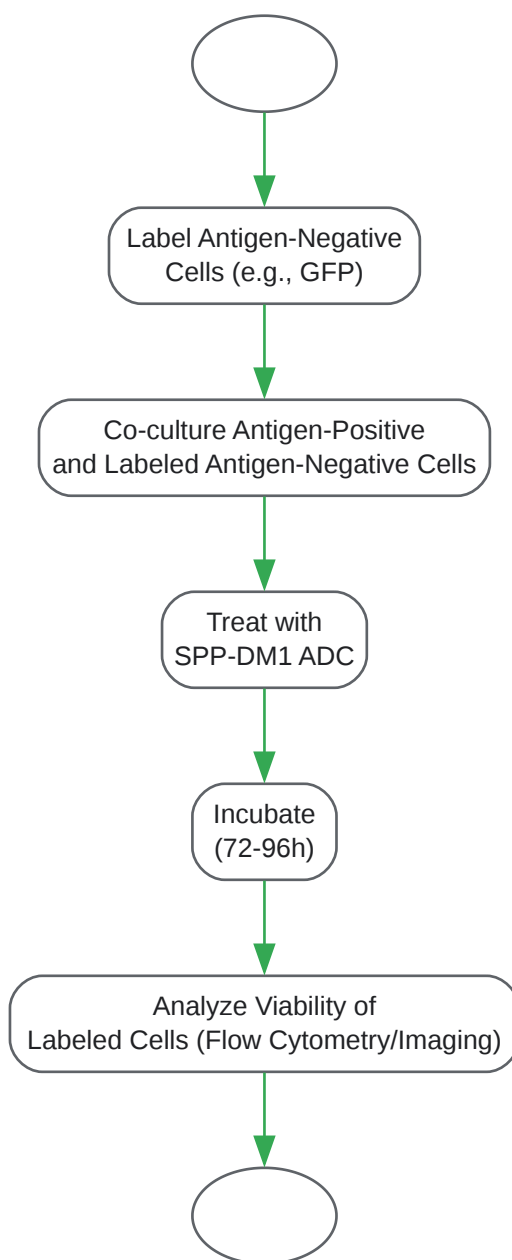 Label Antigen-Negative
Cells (e.g., GFP)
Co-culture Antigen-Positive
and Labeled Antigen-Negative Cells
Treat with
SPP-DM1 ADC
Incubate
(72-96h)
Analyze Viability of
Labeled Cells (Flow Cytometry/Imaging)